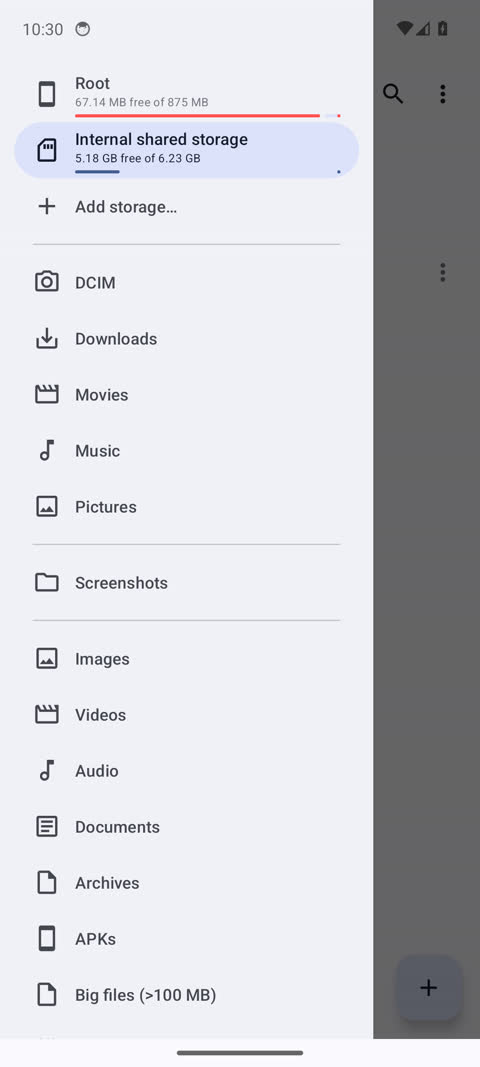 10:30
Root
67.14 MB free of 875 MB
Internal shared storage
5.18 GB free of 6.23 GB
Add storage…
DCIM
Downloads
Movies
Music
Pictures
Screenshots
Images
Videos
Audio
Documents
Archives
APKs
Big files (>100 MB)